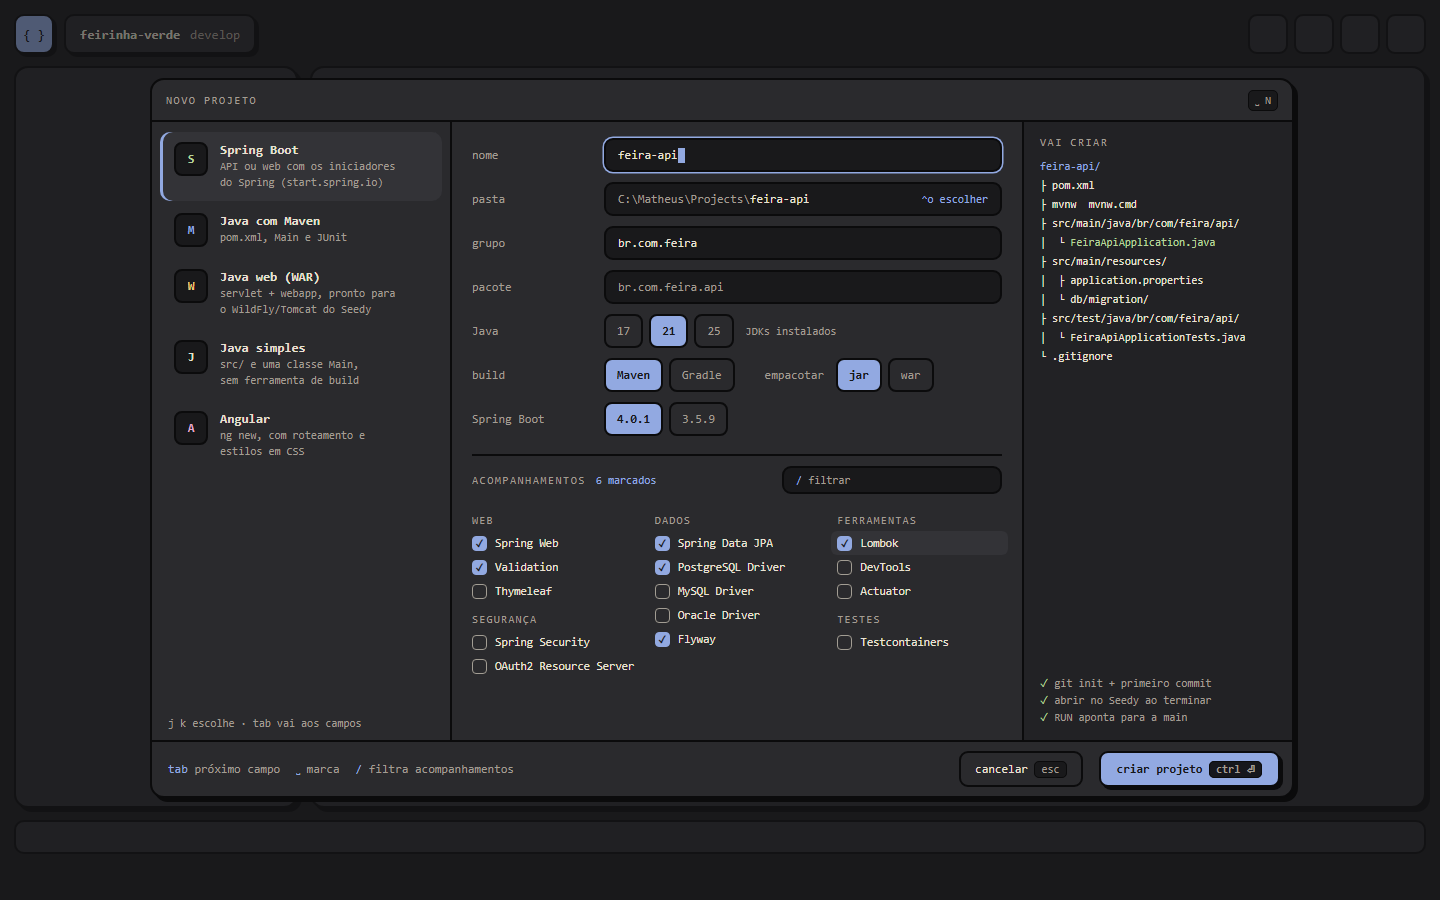 { } feirinha-verde develop
NOVO PROJETO
␣ N
S Spring Boot
API ou web com os iniciadores
do Spring (start.spring.io)
M Java com Maven
pom.xml, Main e JUnit
W Java web (WAR)
servlet + webapp, pronto para
o WildFly/Tomcat do Seedy
J Java simples
src/ e uma classe Main,
sem ferramenta de build
A Angular
ng new, com roteamento e
estilos em CSS
j k escolhe · tab vai aos campos
nome feira-api
pasta C:\Matheus\Projects\feira-api ^o escolher
grupo br.com.feira
pacote br.com.feira.api
Java 17 21 25 JDKs instalados
build Maven Gradle empacotar jar war
Spring Boot 4.0.1 3.5.9
ACOMPANHAMENTOS 6 marcados / filtrar
WEB
✓ Spring Web
✓ Validation
Thymeleaf
SEGURANÇA
Spring Security
OAuth2 Resource Server
DADOS
✓ Spring Data JPA
✓ PostgreSQL Driver
MySQL Driver
Oracle Driver
✓ Flyway
FERRAMENTAS
✓ Lombok
DevTools
Actuator
TESTES
Testcontainers
VAI CRIAR
feira-api/
├ pom.xml
├ mvnw mvnw.cmd
├ src/main/java/br/com/feira/api/
│ └ FeiraApiApplication.java
├ src/main/resources/
│ ├ application.properties
│ └ db/migration/
├ src/test/java/br/com/feira/api/
│ └ FeiraApiApplicationTests.java
└ .gitignore
✓ git init + primeiro commit
✓ abrir no Seedy ao terminar
✓ RUN aponta para a main
tab próximo campo ␣ marca / filtra acompanhamentos
cancelar esc
criar projeto ctrl ⏎